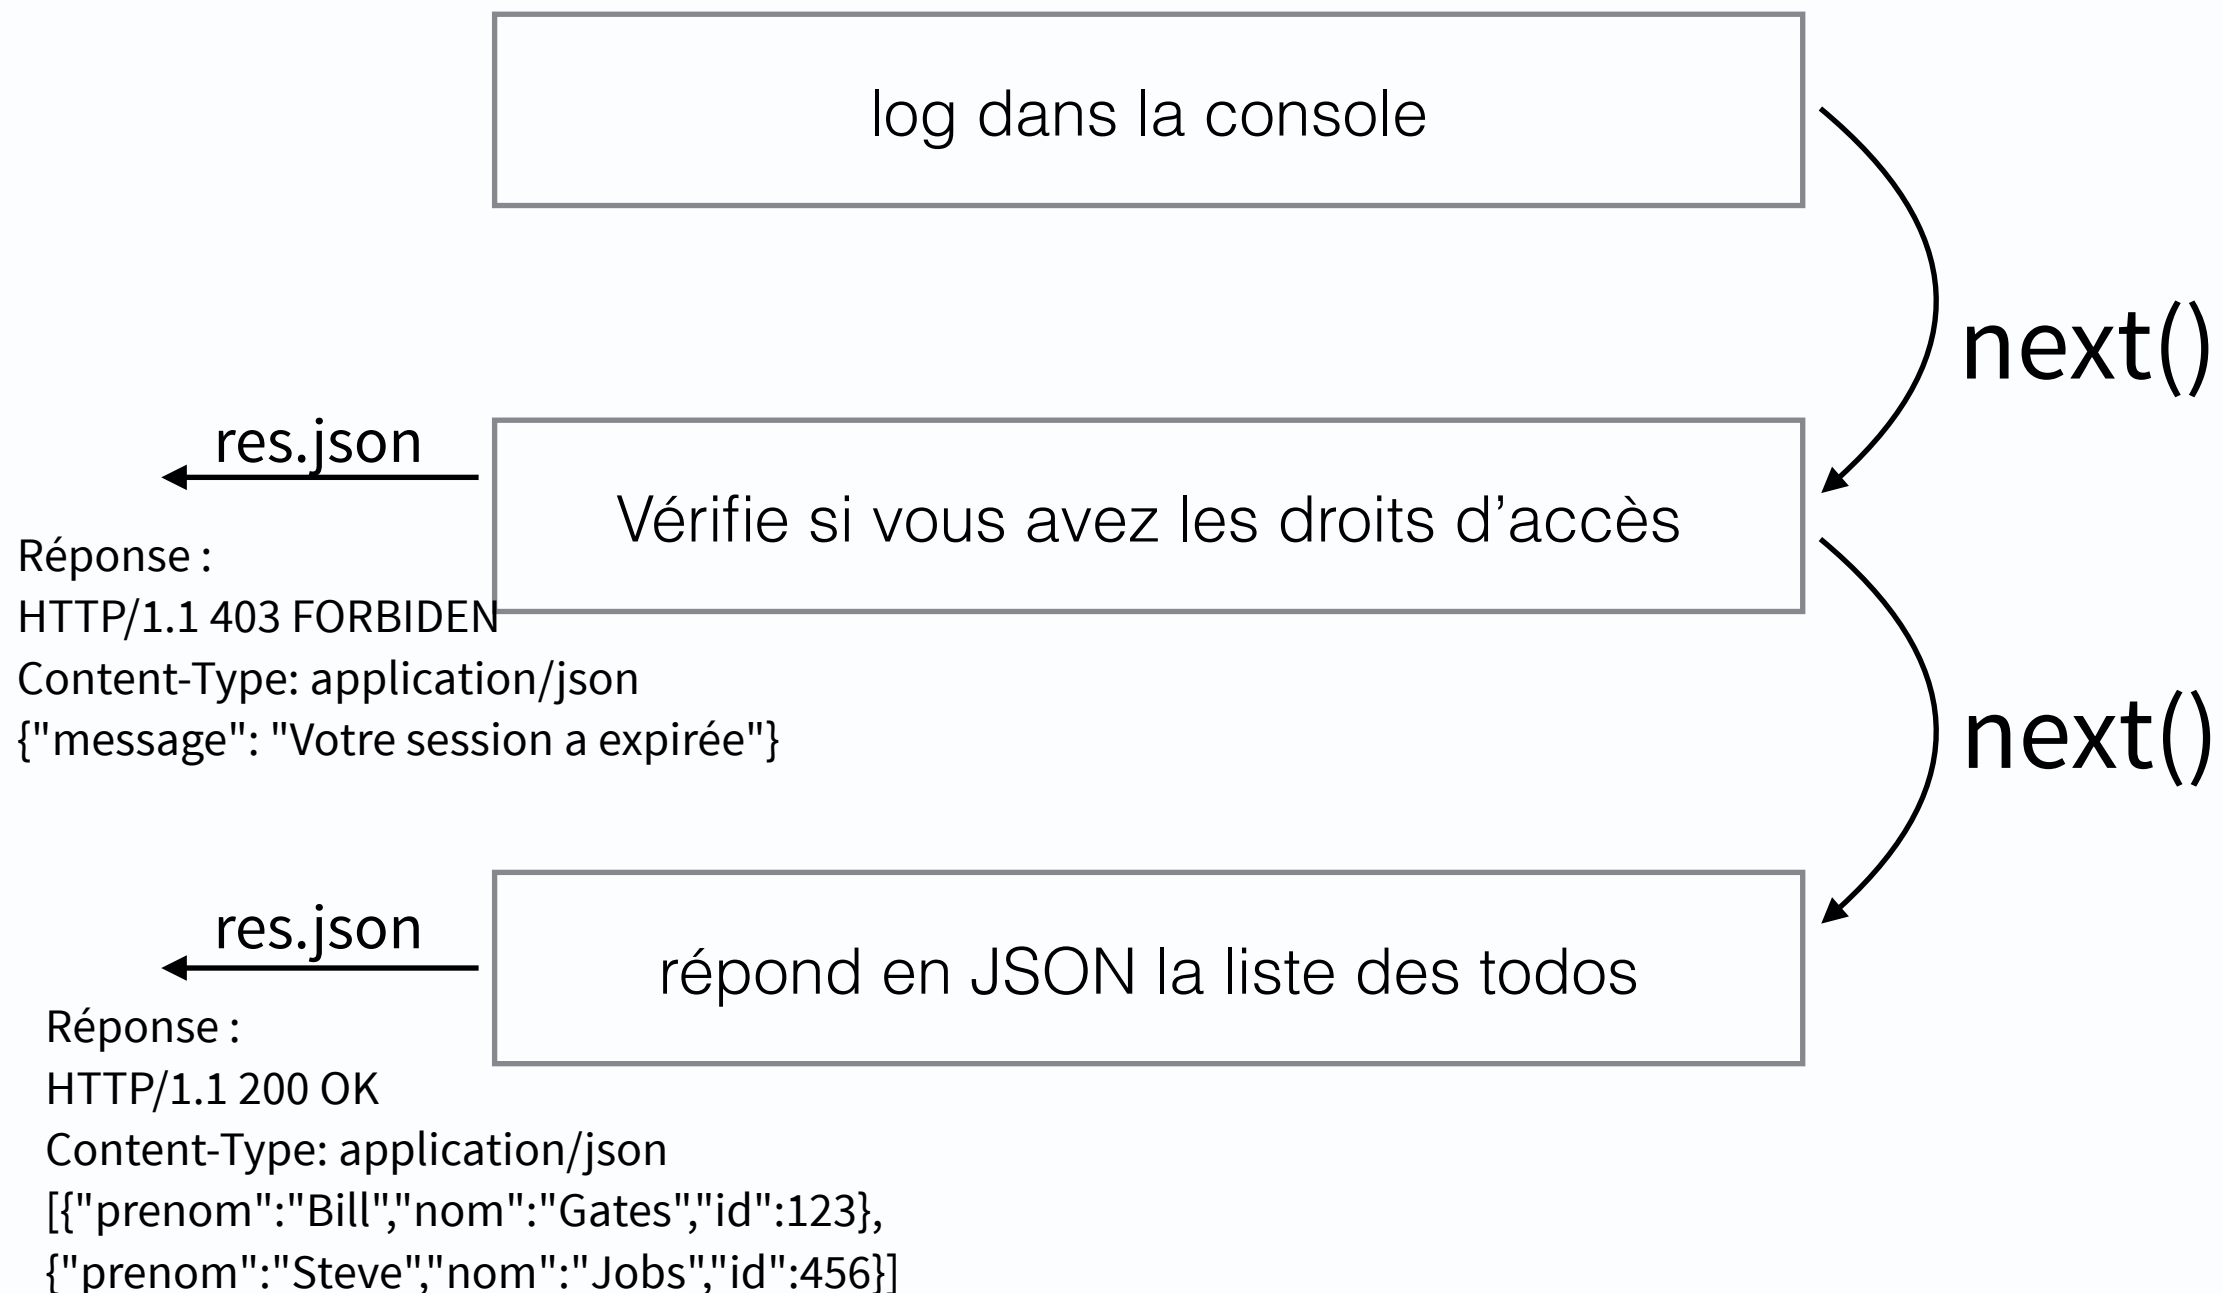 log dans la console
next()
res.json
Vérifie si vous avez les droits d’accès
Réponse :
HTTP/1.1 403 FORBIDEN
Content-Type: application/json
{"message": "Votre session a expirée"}
next()
res.json
répond en JSON la liste des todos
Réponse :
HTTP/1.1 200 OK
Content-Type: application/json
[{"prenom":"Bill","nom":"Gates","id":123},
{"prenom":"Steve","nom":"Jobs","id":456}]